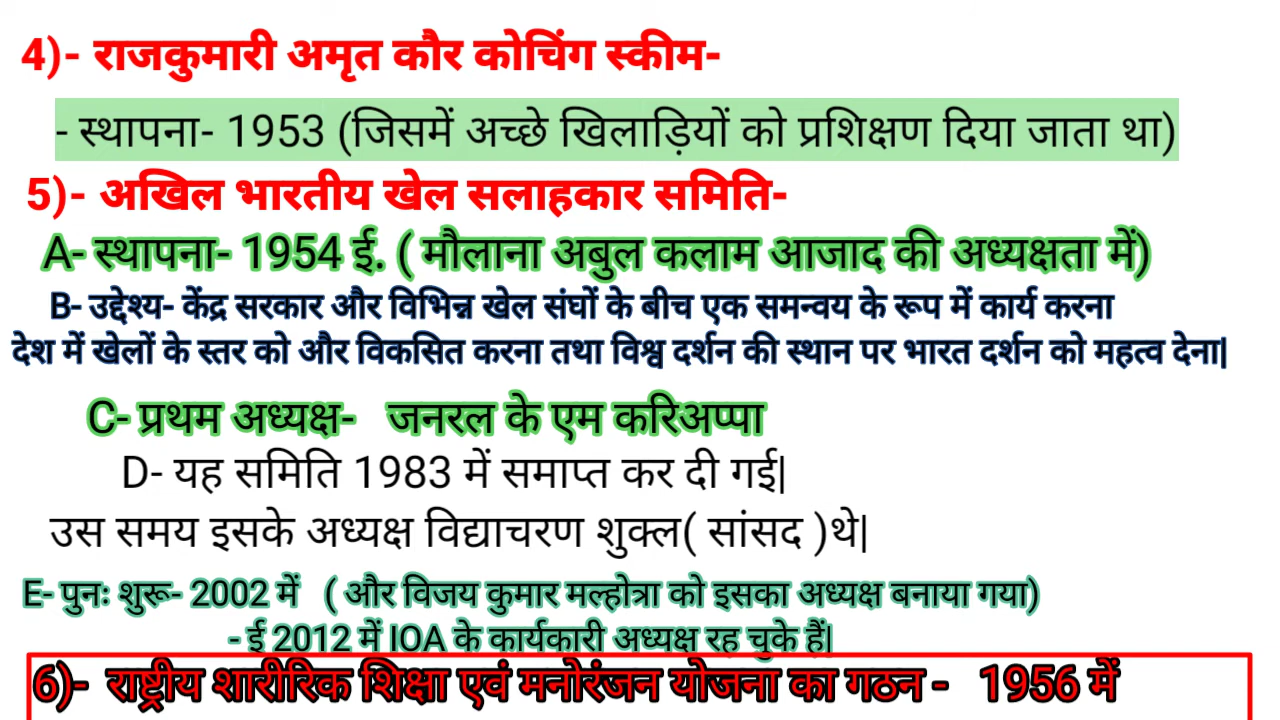 4)- राजकुमारी अमृत कौर कोचिंग स्कीम-
- स्थापना- 1953 (जिसमें अच्छे खिलाड़ियों को प्रशिक्षण दिया जाता था)
5)- अखिल भारतीय खेल सलाहकार समिति-
A- स्थापना- 1954 ई. ( मौलाना अबुल कलाम आजाद की अध्यक्षता में)
B- उद्देश्य- केंद्र सरकार और विभिन्न खेल संघों के बीच एक समन्वय के रूप में कार्य करना
देश में खेलों के स्तर को और विकसित करना तथा विश्व दर्शन की स्थान पर भारत दर्शन को महत्व देना|
C- प्रथम अध्यक्ष- जनरल के एम करिअप्पा
D- यह समिति 1983 में समाप्त कर दी गई|
उस समय इसके अध्यक्ष विद्याचरण शुक्ल( सांसद )थे|
E- पुनः शुरू- 2002 में ( और विजय कुमार मल्होत्रा को इसका अध्यक्ष बनाया गया)
- ई 2012 में IOA के कार्यकारी अध्यक्ष रह चुके हैं|
6)- राष्ट्रीय शारीरिक शिक्षा एवं मनोरंजन योजना का गठन - 1956 में